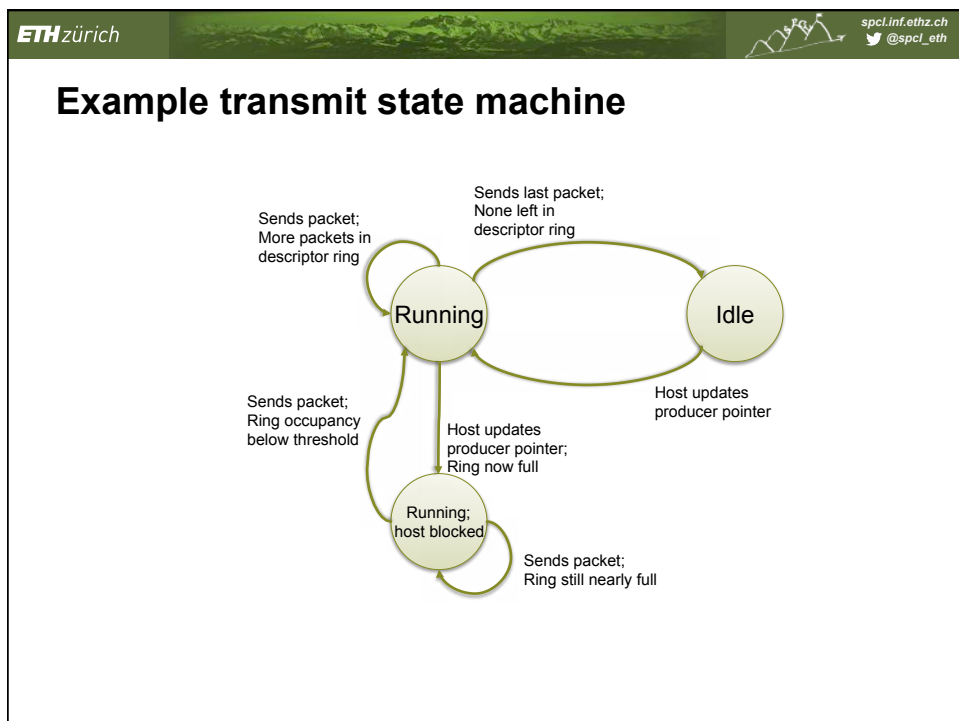 ETH zürich
spcl.inf.ethz.ch
@spcl_eth
Example transmit state machine
Sends last packet;
None left in
descriptor ring
Sends packet;
More packets in
descriptor ring
Running
Idle
Host updates
producer pointer
Sends packet;
Ring occupancy
below threshold
Host updates
producer pointer;
Ring now full
Running;
host blocked
Sends packet;
Ring still nearly full